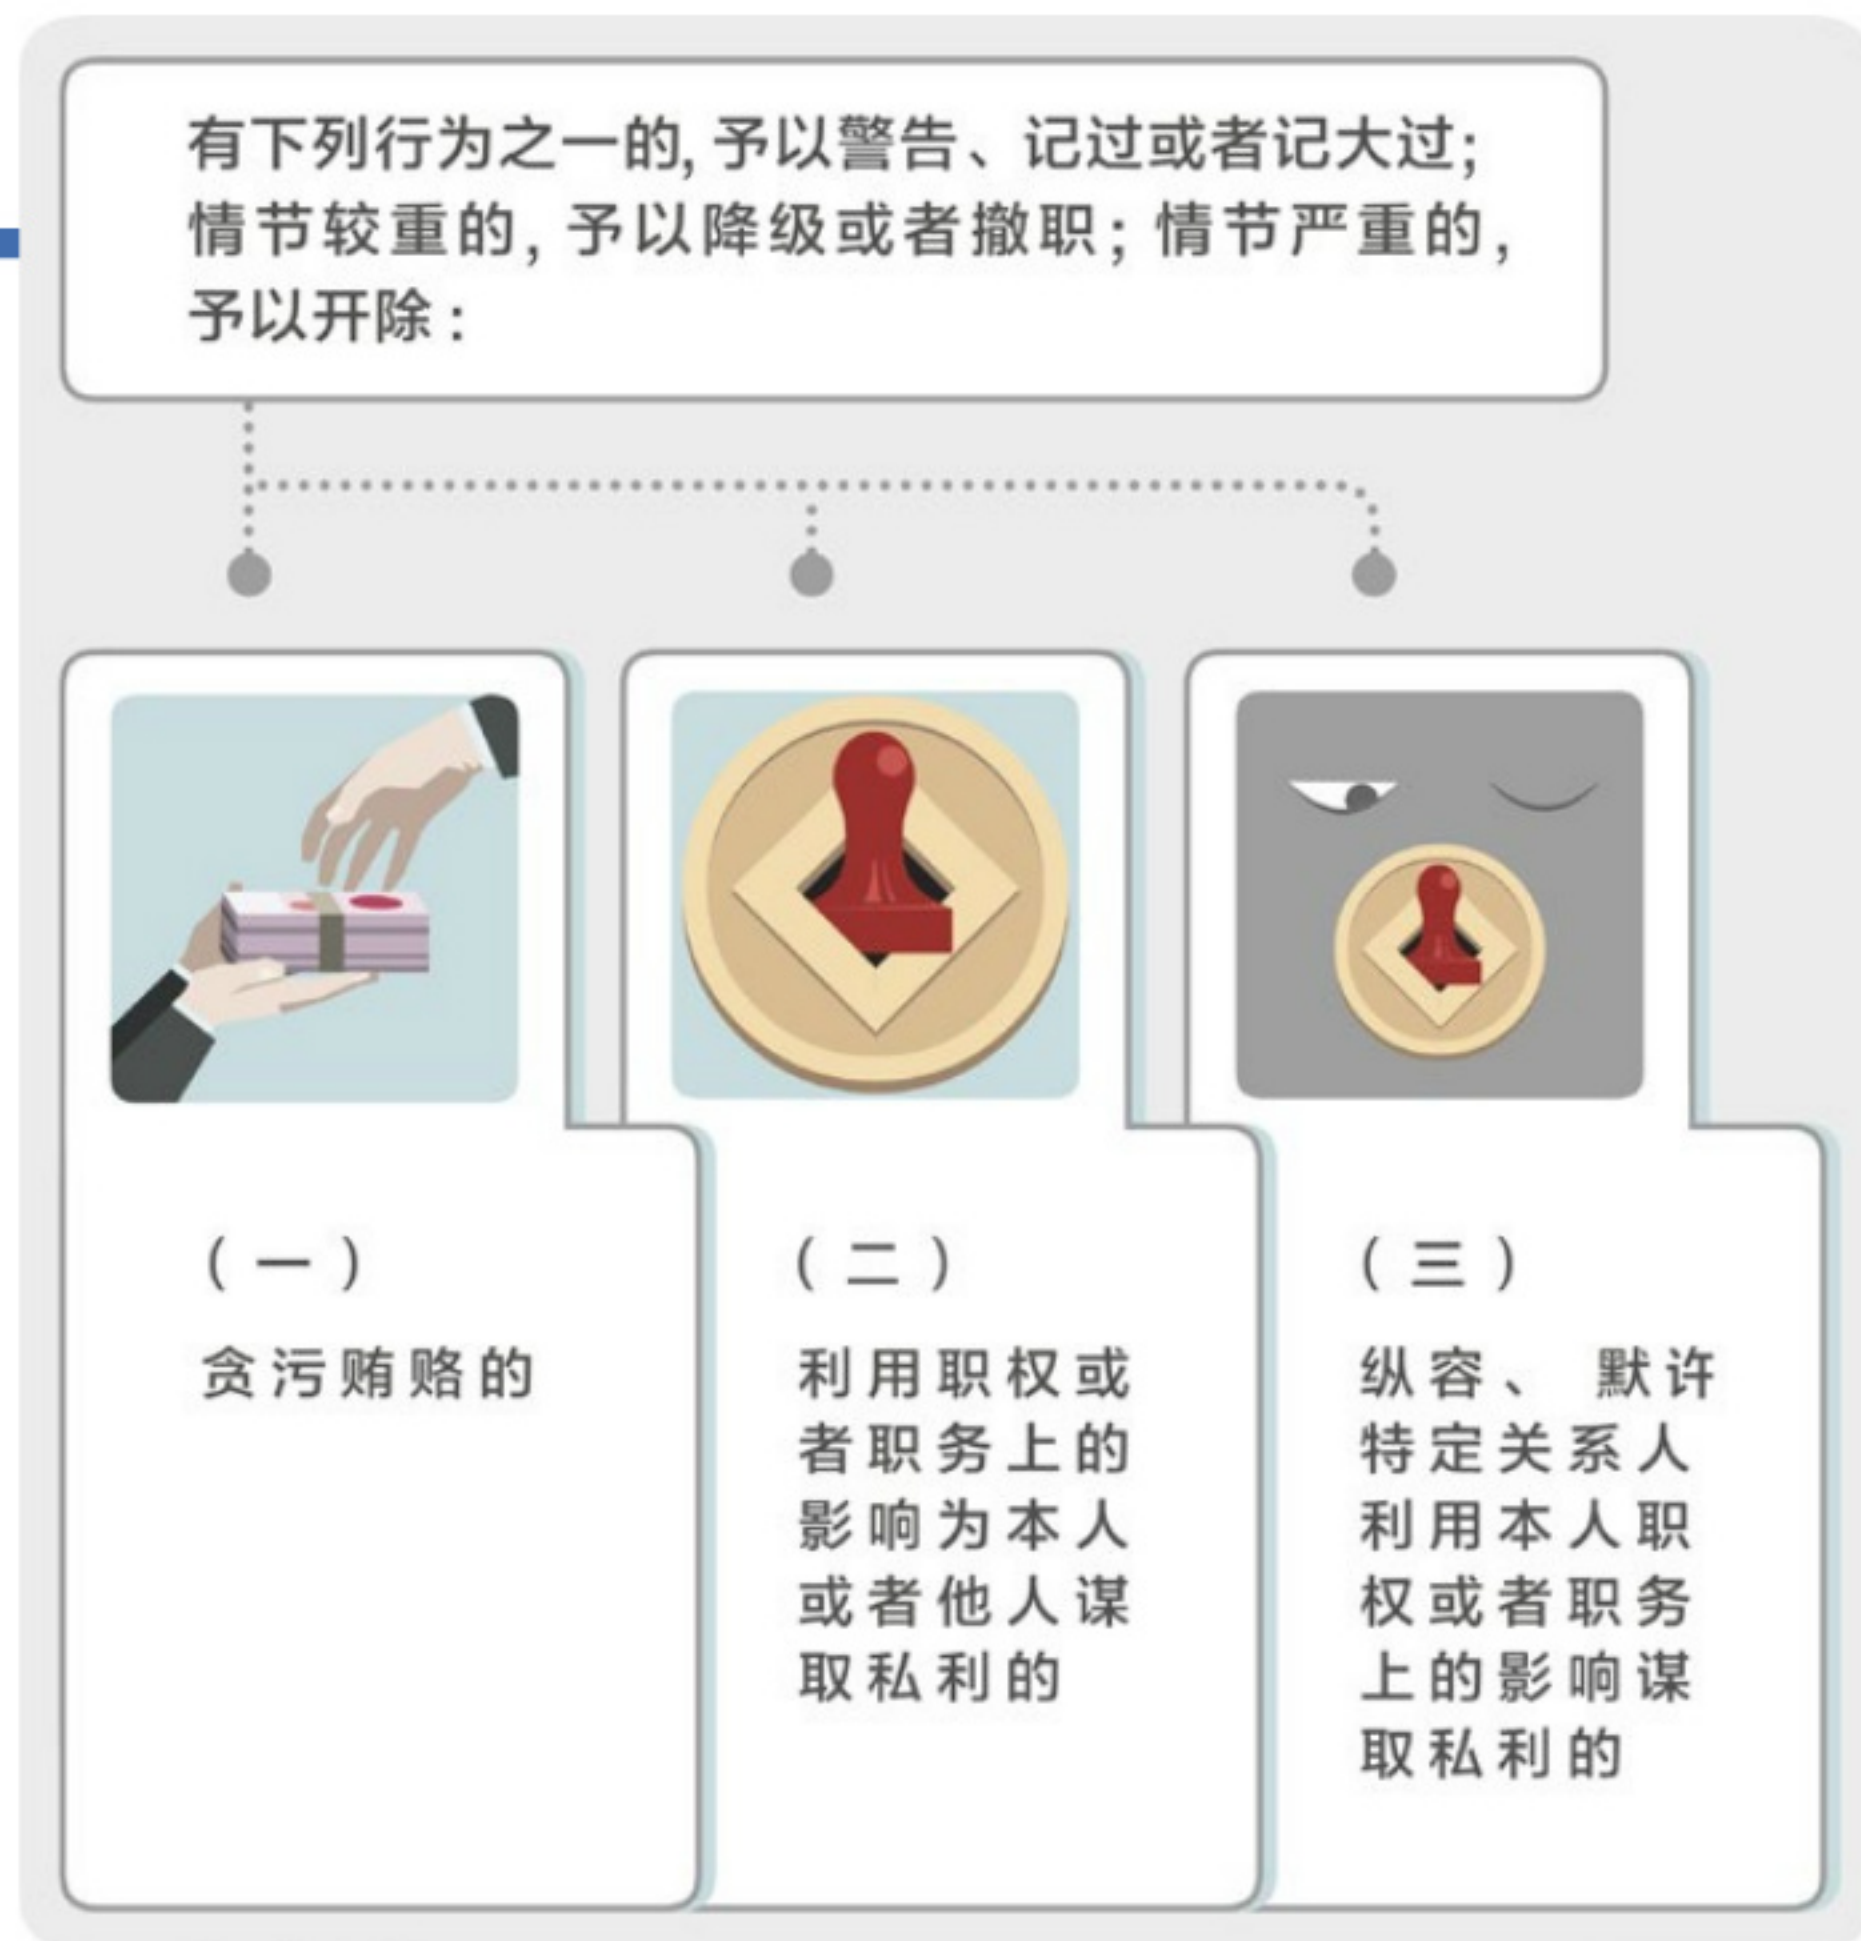 有下列行为之一的, 予以警告、记过或者记大过;
情节较重的, 予以降级或者撤职; 情节严重的,
予以开除:
(一)
贪污贿赂的
(二)
利用职权或
者职务上的
影响为本人
或者他人谋
取私利的
(三)
纵容、 默许
特定关系人
利用本人职
权或者职务
上的影响谋
取私利的